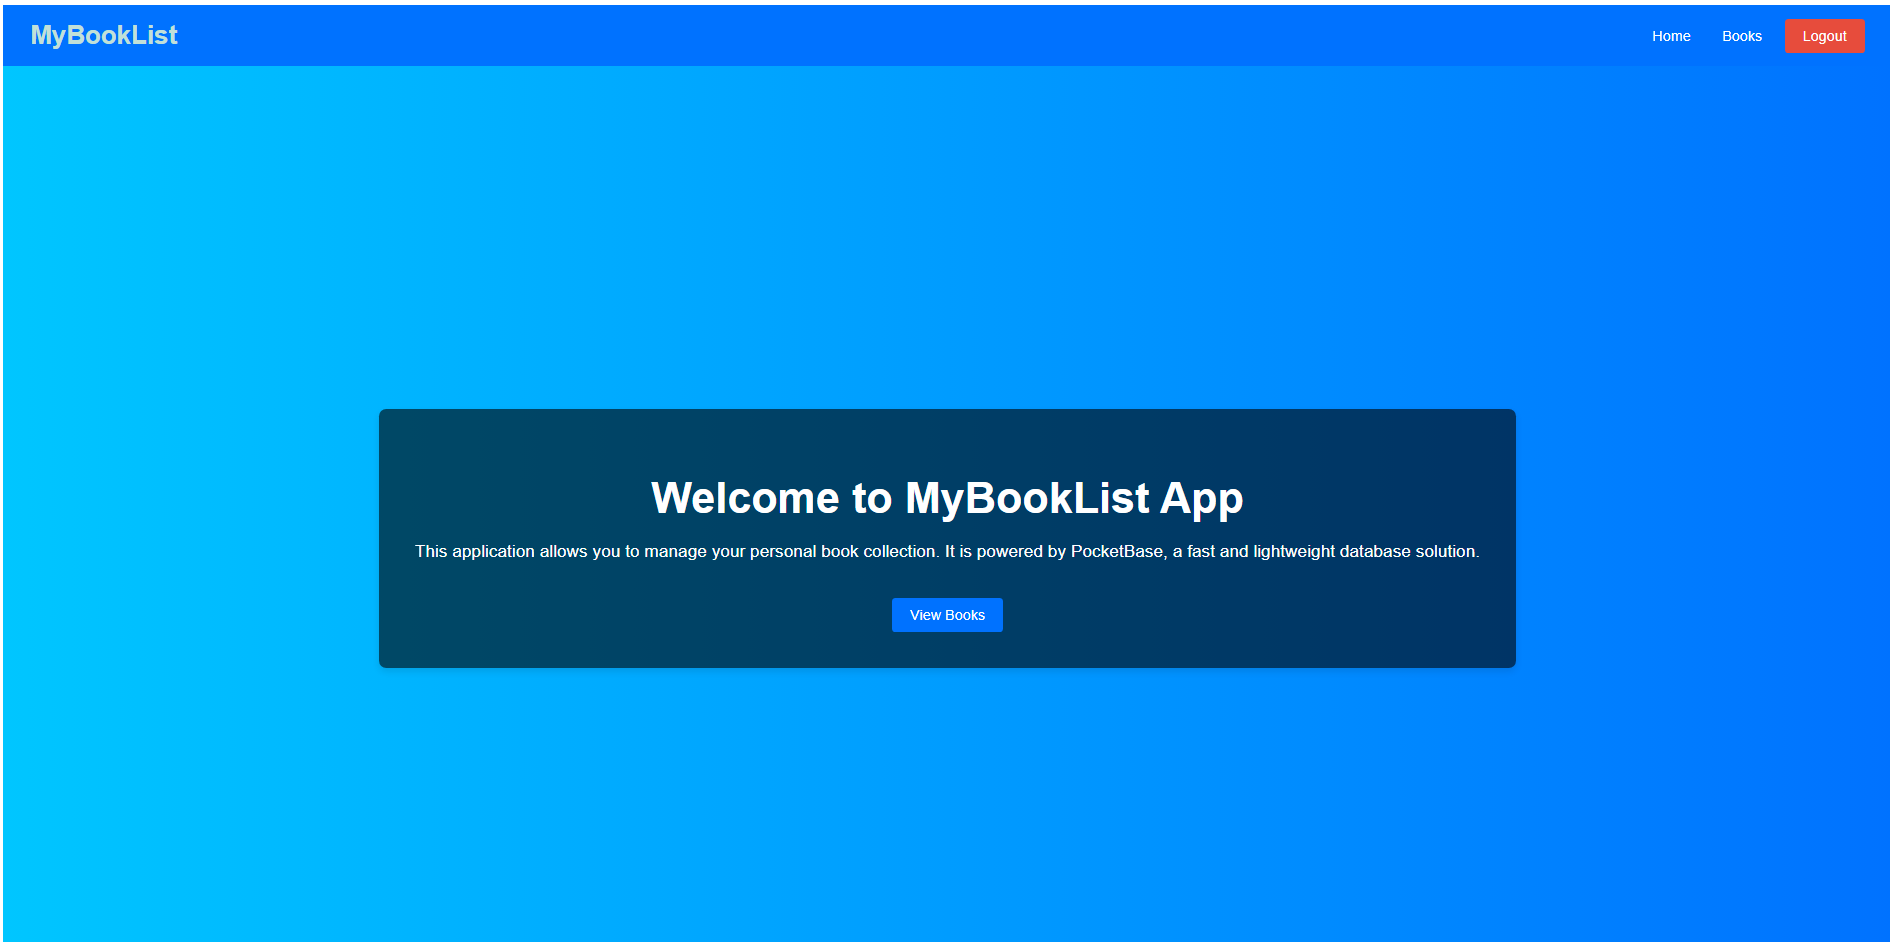 MyBookList
Home Books Logout
Welcome to MyBookList App
This application allows you to manage your personal book collection. It is powered by PocketBase, a fast and lightweight database solution.
View Books